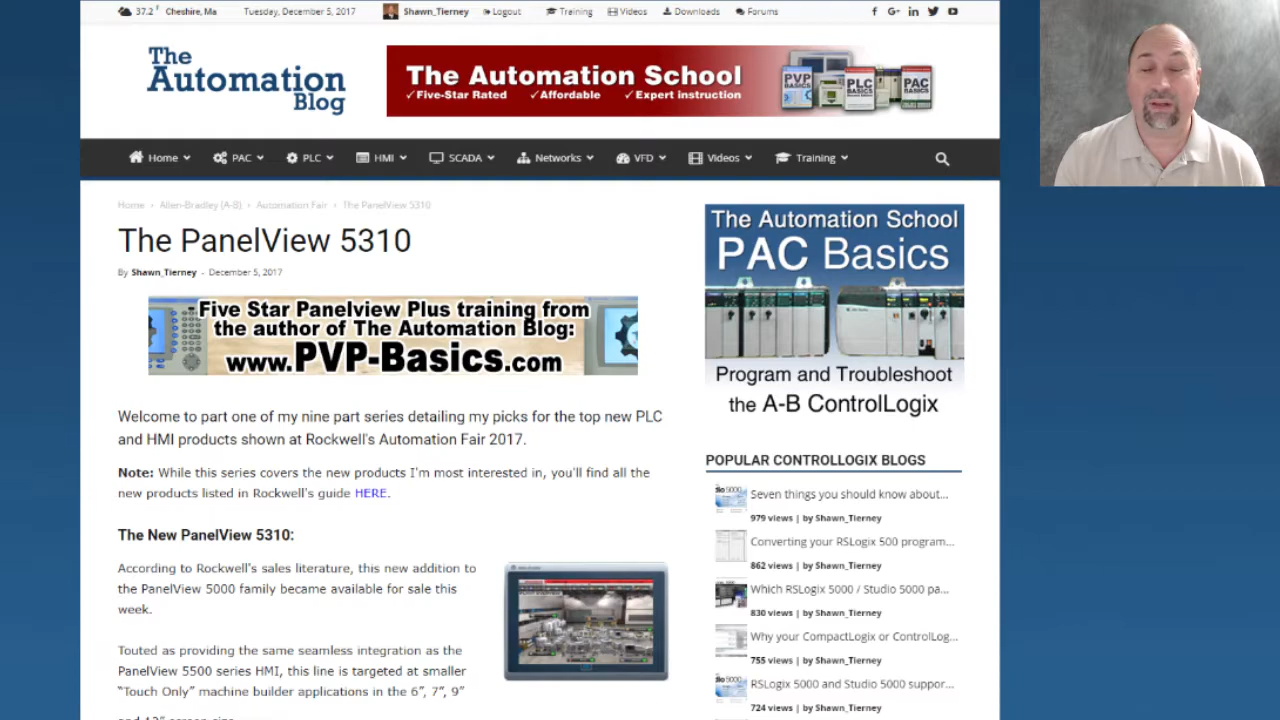 37.2 F Cheshire, Ma Tuesday, December 5, 2017 Shawn_Tierney Logout Training Videos Downloads Forums
The
Automation
Blog
The Automation School
✓Five-Star Rated ✓Affordable ✓Expert instruction
PVP
BASICS
PLC
BASICS
PAC
BASICS
Home PAC PLC HMI SCADA Networks VFD Videos Training
Home › Allen-Bradley (A-B) › Automation Fair › The PanelView 5310
The PanelView 5310
By Shawn_Tierney - December 5, 2017
Five Star Panelview Plus training from
the author of The Automation Blog:
www.PVP-Basics.com
Welcome to part one of my nine part series detailing my picks for the top new PLC
and HMI products shown at Rockwell's Automation Fair 2017.
Note: While this series covers the new products I'm most interested in, you'll find all the
new products listed in Rockwell's guide HERE.
The New PanelView 5310:
According to Rockwell's sales literature, this new addition to
the PanelView 5000 family became available for sale this
week.
Touted as providing the same seamless integration as the
PanelView 5500 series HMI, this line is targeted at smaller
“Touch Only” machine builder applications in the 6”, 7”, 9”
The Automation School
PAC Basics
Program and Troubleshoot
the A-B ControlLogix
POPULAR CONTROLLOGIX BLOGS
Seven things you should know about...
979 views | by Shawn_Tierney
Converting your RSLogix 500 program...
862 views | by Shawn_Tierney
Which RSLogix 5000 / Studio 5000 pa...
830 views | by Shawn_Tierney
Why your CompactLogix or ControlLog...
755 views | by Shawn_Tierney
RSLogix 5000 and Studio 5000 suppor...
724 views | by Shawn_Tierney